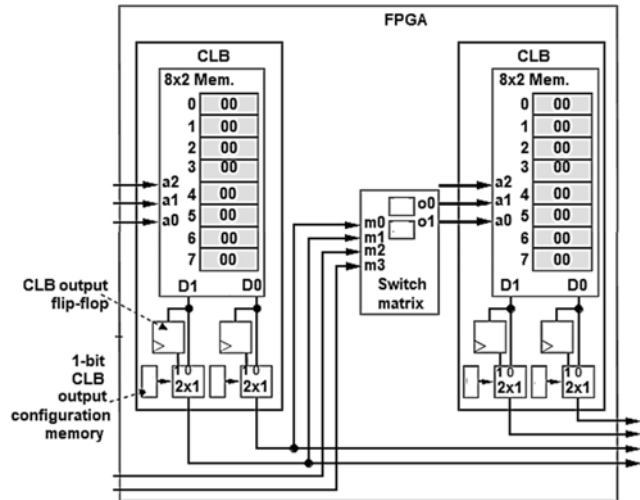 FPGA
CLB
8x2 Mem.
0 00
1 00
2 00
3 00
4 00
5 00
6 00
7 00
a2
a1
a0
D1 D0
1 0
2x1
1 0
2x1
CLB output
flip-flop
1-bit
CLB
output
configuration
memory
m0
m1
m2
m3
o0
o1
Switch
matrix
CLB
8x2 Mem.
0 00
1 00
2 00
3 00
4 00
5 00
6 00
7 00
a2
a1
a0
D1 D0
1 0
2x1
1 0
2x1